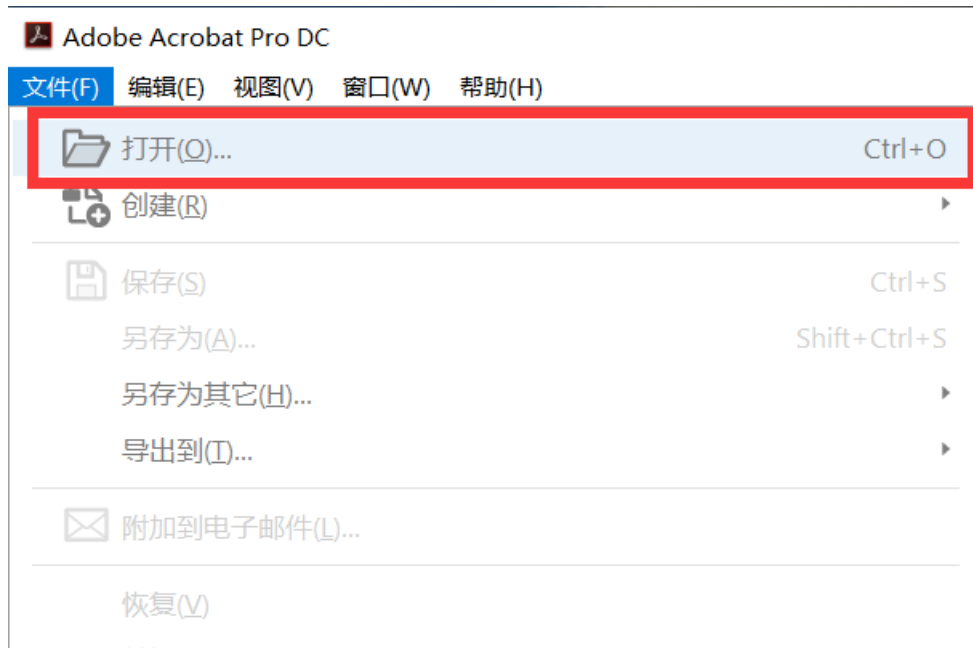 Adobe Acrobat Pro DC
文件(F) 编辑(E) 视图(V) 窗口(W) 帮助(H)
打开(O)... Ctrl+O
创建(R)
保存(S) Ctrl+S
另存为(A)... Shift+Ctrl+S
另存为其它(H)...
导出到(T)...
附加到电子邮件(L)...
恢复(V)